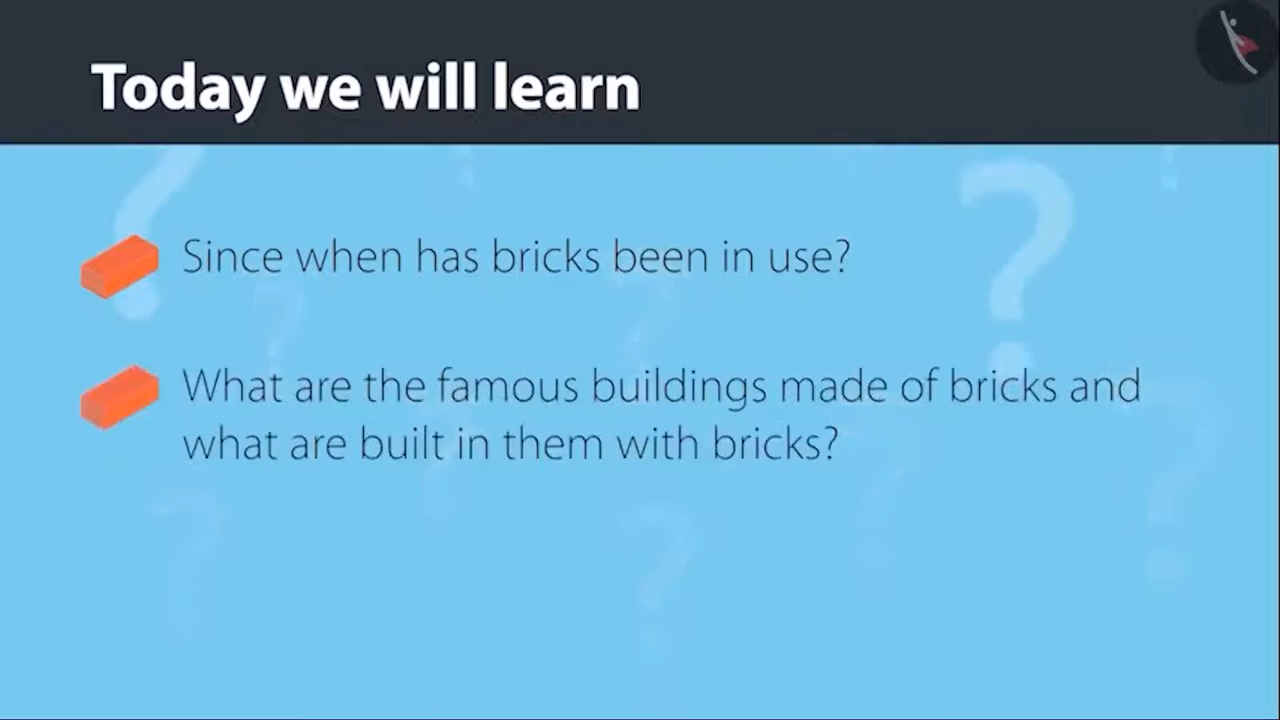 Today we will learn
Since when has bricks been in use?
What are the famous buildings made of bricks and
what are built in them with bricks?